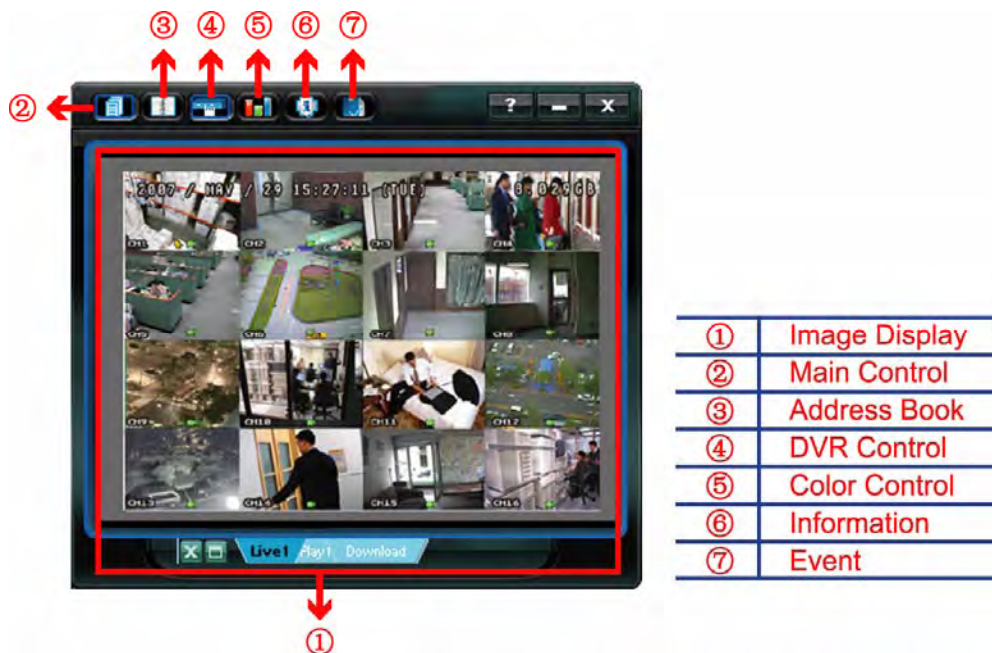 ③ ④ ⑤ ⑥ ⑦
②
? X
2007 / MAY / 29 15:27:11 (TUE) 8.029GB
CH1 CH2 CH3 CH4
CH5 CH6 CH7 CH8
CH9 CH10 CH11 CH12
CH13 CH14 CH15 CH16
X Live1 Play1 Download
①
① Image Display
② Main Control
③ Address Book
④ DVR Control
⑤ Color Control
⑥ Information
⑦ Event